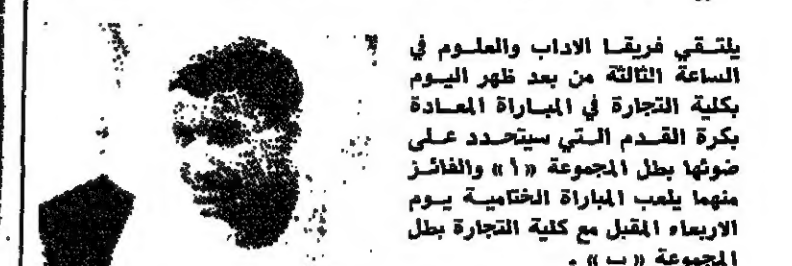 يلتقي فريقا الاداب والعلوم في
الساعة الثالثة من بعد ظهر اليوم
بكلية التجارة في المباراة المعادة
بكرة القدم التي سيتحدد على
ضوئها بطل المجموعة «أ» والفائز
منهما يلعب المباراة الختامية يوم
الاربعاء المقبل مع كلية التجارة بطل
المجموعة «ب» .